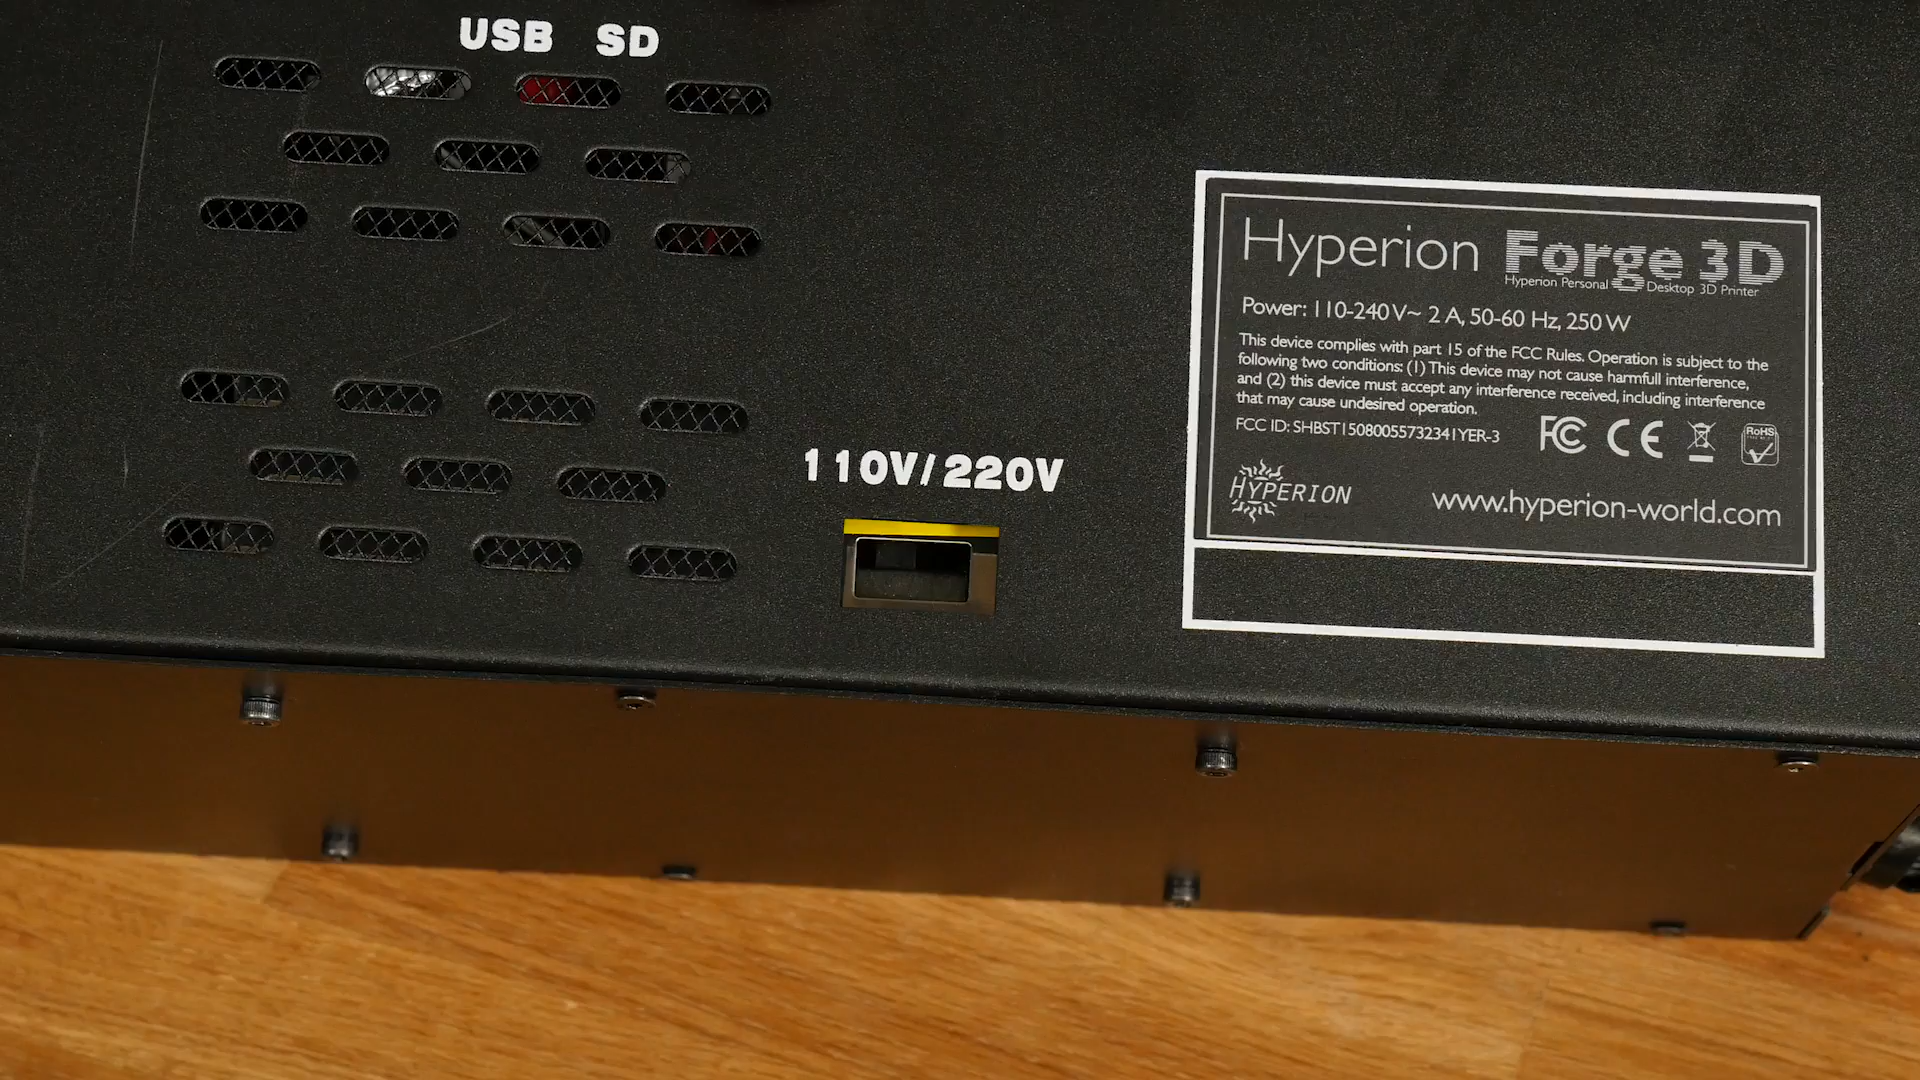 USB SD
110V/220V
Hyperion Forge 3D
Hyperion Personal Desktop 3D Printer
Power: 110-240V~ 2 A, 50-60 Hz, 250 W
This device complies with part 15 of the FCC Rules. Operation is subject to the
following two conditions: (1) This device may not cause harmfull interference,
and (2) this device must accept any interference received, including interference
that may cause undesired operation.
FCC ID: SHBST15080055732341YER-3
FC CE RoHS
HYPERION
www.hyperion-world.com